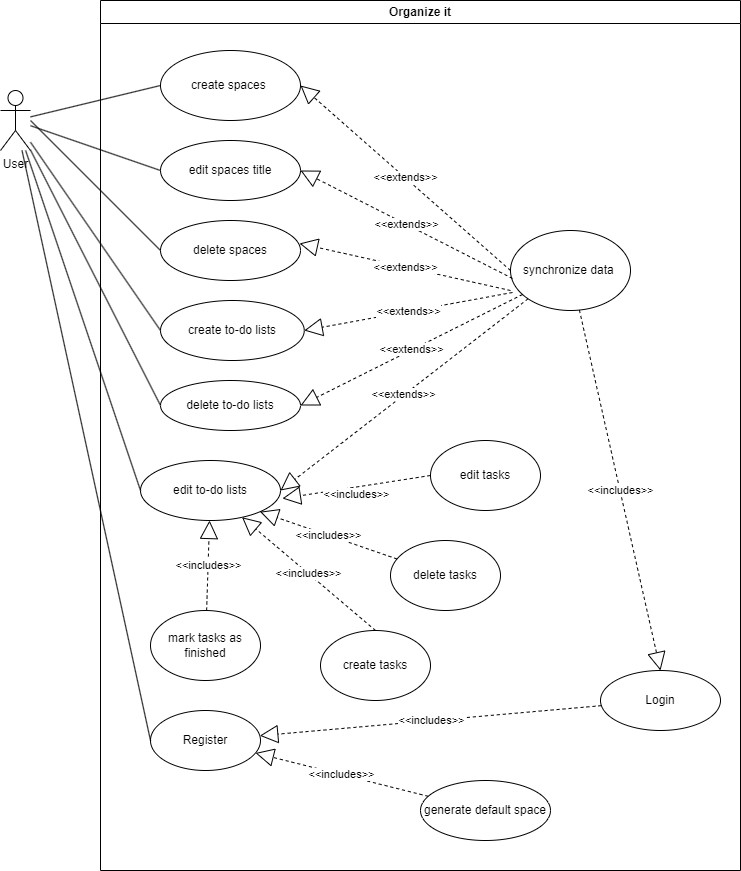 Organize it
create spaces
User
edit spaces title
<<extends>>
<<extends>>
delete spaces
<<extends>>
synchronize data
<<extends>>
create to-do lists
<<extends>>
delete to-do lists
<<extends>>
edit to-do lists
edit tasks
<<includes>>
<<includes>>
<<includes>>
<<includes>>
<<includes>>
delete tasks
mark tasks as
finished
create tasks
Login
<<includes>>
Register
<<includes>>
generate default space